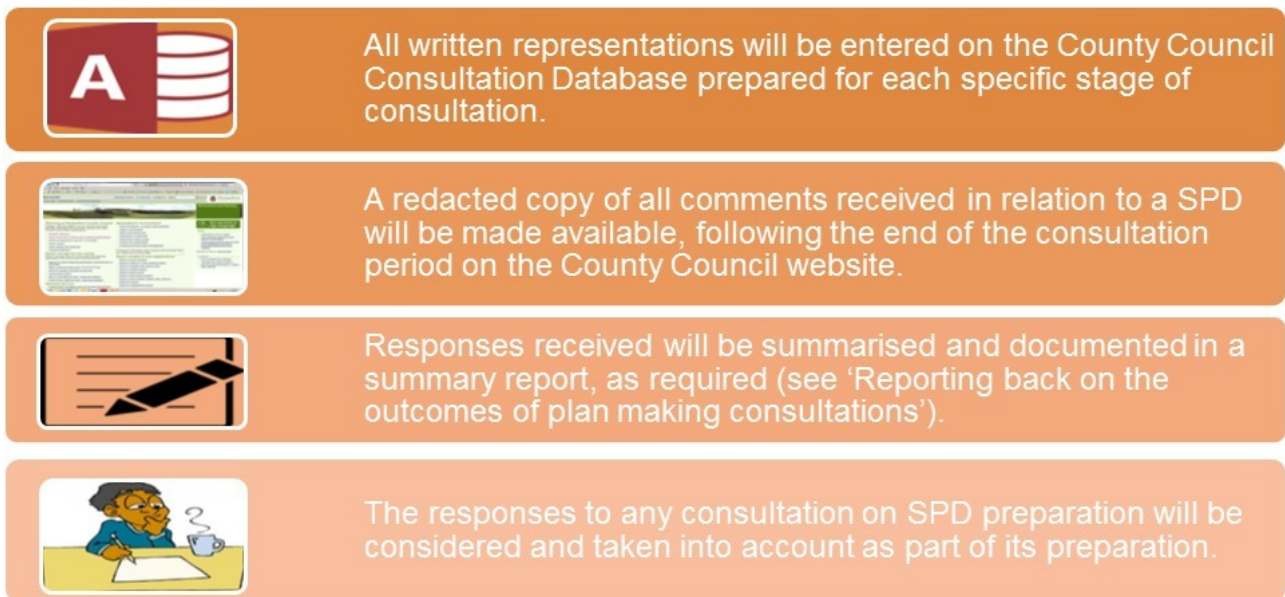 A
All written representations will be entered on the County Council
Consultation Database prepared for each specific stage of
consultation.
A redacted copy of all comments received in relation to a SPD
will be made available, following the end of the consultation
period on the County Council website.
Responses received will be summarised and documented in a
summary report, as required (see ‘Reporting back on the
outcomes of plan making consultations’).
The responses to any consultation on SPD preparation will be
considered and taken into account as part of its preparation.